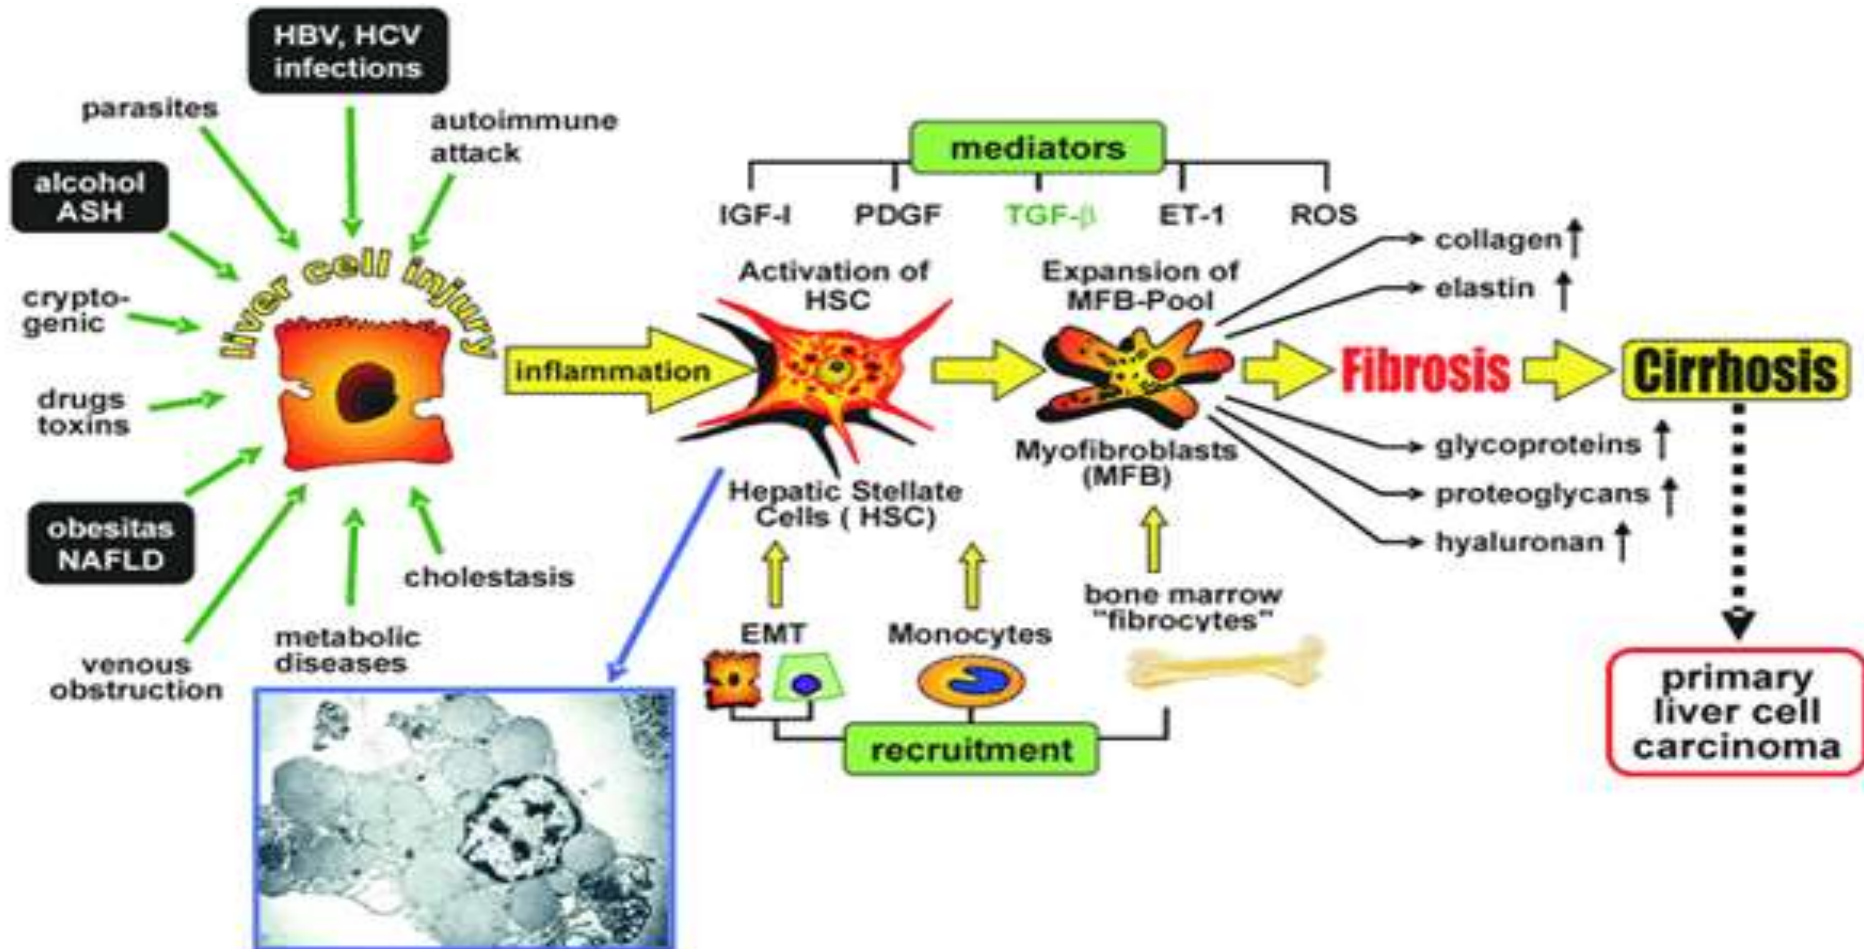 HBV, HCV
infections
parasites
autoimmune
attack
alcohol
ASH
liver cell injury
crypto-
genic
drugs
toxins
obesitas
NAFLD
venous
obstruction
metabolic
diseases
cholestasis
inflammation
mediators
IGF-I
PDGF
TGF-β
ET-1
ROS
Activation of
HSC
Hepatic Stellate
Cells ( HSC)
Expansion of
MFB-Pool
Myofibroblasts
(MFB)
collagen↑
elastin ↑
Fibrosis
Cirrhosis
glycoproteins ↑
proteoglycans ↑
hyaluronan ↑
EMT
Monocytes
bone marrow
"fibrocytes"
recruitment
primary
liver cell
carcinoma